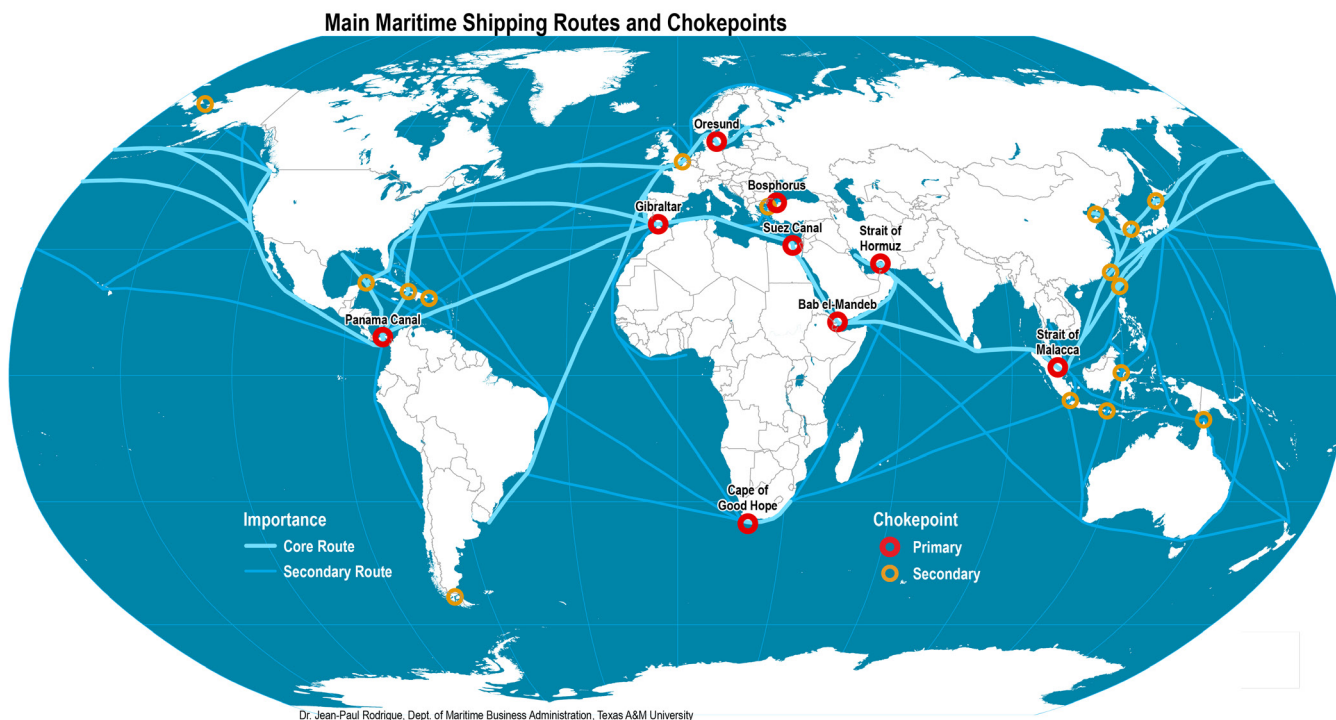 Main Maritime Shipping Routes and Chokepoints
Oresund
Bosphorus
Gibraltar
Suez Canal
Strait of
Hormuz
Bab el-Mandeb
Panama Canal
Strait of
Malacca
Cape of
Good Hope
Importance
Core Route
Secondary Route
Chokepoint
Primary
Secondary
Dr. Jean-Paul Rodrigue, Dept. of Maritime Business Administration, Texas A&M University